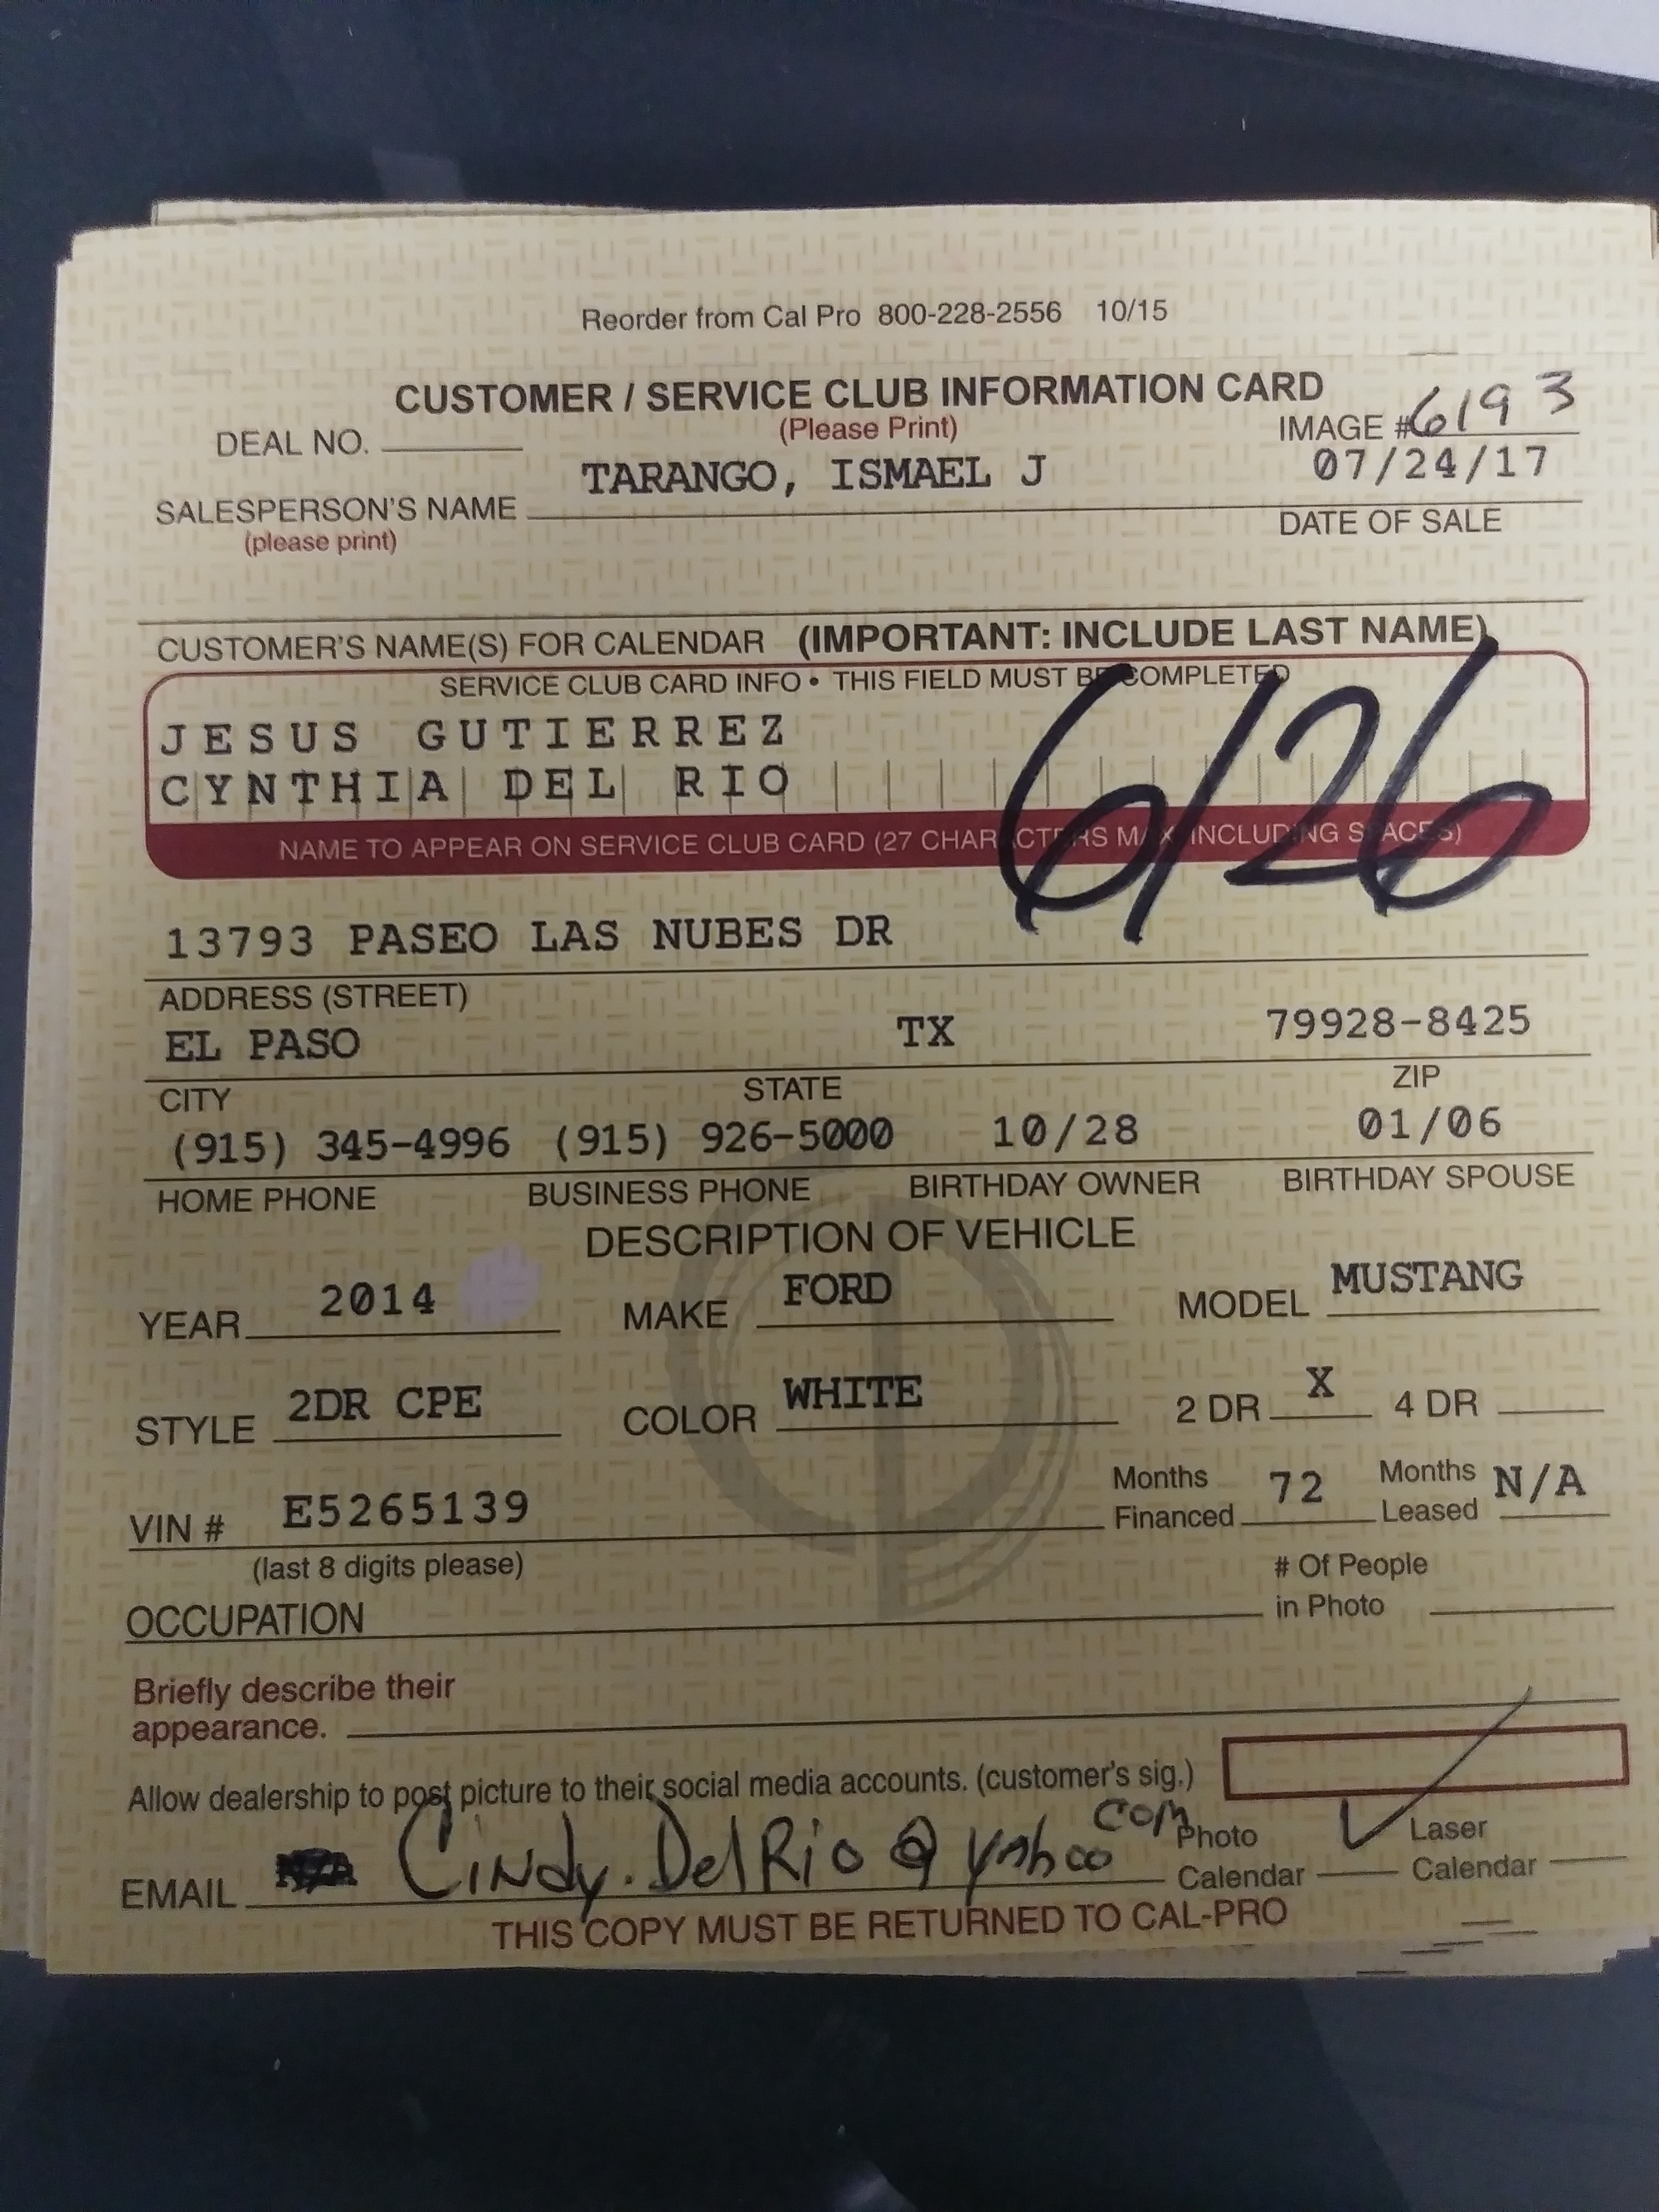 Reorder from Cal Pro 800-228-2556 10/15
CUSTOMER / SERVICE CLUB INFORMATION CARD
(Please Print)
DEAL NO.
IMAGE # 6193
SALESPERSON'S NAME TARANGO, ISMAEL J
(please print)
07/24/17
DATE OF SALE
CUSTOMER'S NAME(S) FOR CALENDAR (IMPORTANT: INCLUDE LAST NAME)
SERVICE CLUB CARD INFO • THIS FIELD MUST BE COMPLETED
JESUS GUTIERREZ
CYNTHIA DEL RIO
6/26
NAME TO APPEAR ON SERVICE CLUB CARD (27 CHARACTERS MAX INCLUDING SPACES)
13793 PASEO LAS NUBES DR
ADDRESS (STREET)
EL PASO TX 79928-8425
CITY STATE ZIP
(915) 345-4996 (915) 926-5000 10/28 01/06
HOME PHONE BUSINESS PHONE BIRTHDAY OWNER BIRTHDAY SPOUSE
DESCRIPTION OF VEHICLE
YEAR 2014 MAKE FORD MODEL MUSTANG
STYLE 2DR CPE COLOR WHITE 2 DR X 4 DR
VIN # E5265139
(last 8 digits please)
Months Financed 72
Months Leased N/A
OCCUPATION
# Of People
in Photo
Briefly describe their
appearance.
Allow dealership to post picture to their social media accounts. (customer's sig.)
EMAIL Cindy.DelRio@yahoo com
Photo
Calendar
Laser
Calendar
THIS COPY MUST BE RETURNED TO CAL-PRO